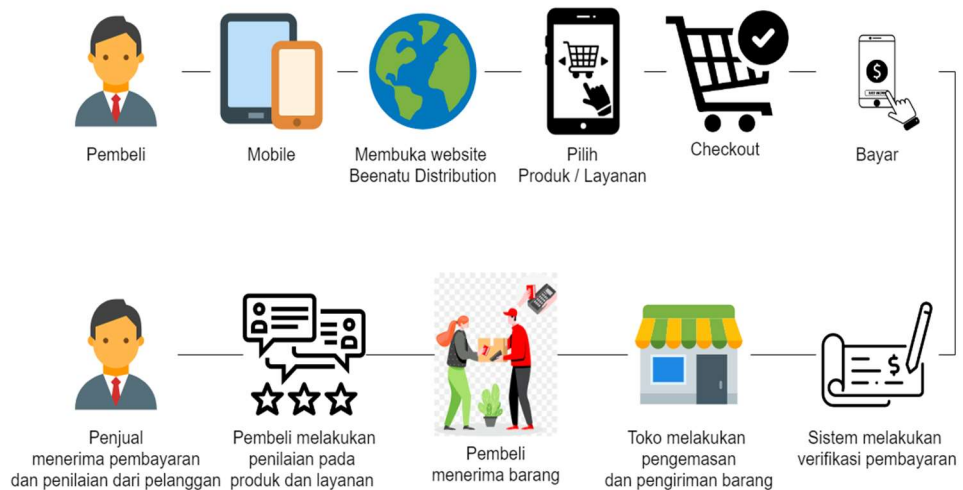 Pembeli
Mobile
Membuka website
Beenatu Distribution
Pilih
Produk / Layanan
Checkout
Bayar
$
Penjual
menerima pembayaran
dan penilaian dari pelanggan
Pembeli melakukan
penilaian pada
produk dan layanan
Pembeli
menerima barang
Toko melakukan
pengemasan
dan pengiriman barang
$
Sistem melakukan
verifikasi pembayaran